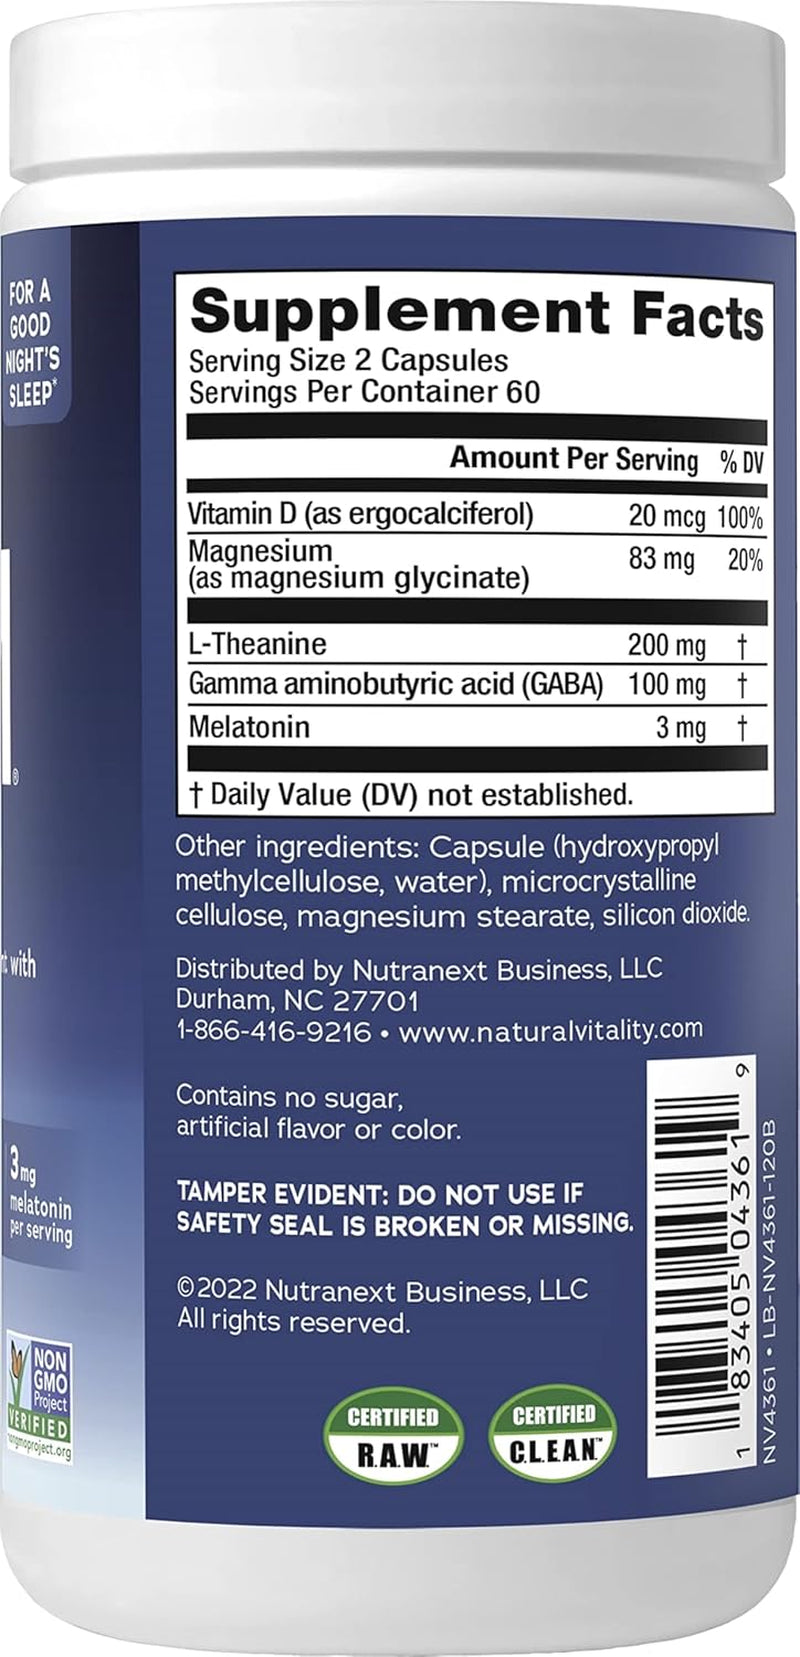 FOR A
GOOD
NIGHT'S
SLEEP*
®
with
3mg
melatonin
per serving
NON
GMO
Project
VERIFIED
nongmoproject.org
Supplement Facts
Serving Size 2 Capsules
Servings Per Container 60
Amount Per Serving % DV
Vitamin D (as ergocalciferol) 20 mcg 100%
Magnesium
(as magnesium glycinate) 83 mg 20%
L-Theanine 200 mg †
Gamma aminobutyric acid (GABA) 100 mg †
Melatonin 3 mg †
† Daily Value (DV) not established.
Other ingredients: Capsule (hydroxypropyl
methylcellulose, water), microcrystalline
cellulose, magnesium stearate, silicon dioxide.
Distributed by Nutranext Business, LLC
Durham, NC 27701
1-866-416-9216 • www.naturalvitality.com
Contains no sugar,
artificial flavor or color.
TAMPER EVIDENT: DO NOT USE IF
SAFETY SEAL IS BROKEN OR MISSING.
©2022 Nutranext Business, LLC
All rights reserved.
CERTIFIED
R.A.W.™
CERTIFIED
C.L.E.A.N.™
1 83405 04361 9
NV4361 • LB-NV4361-120B